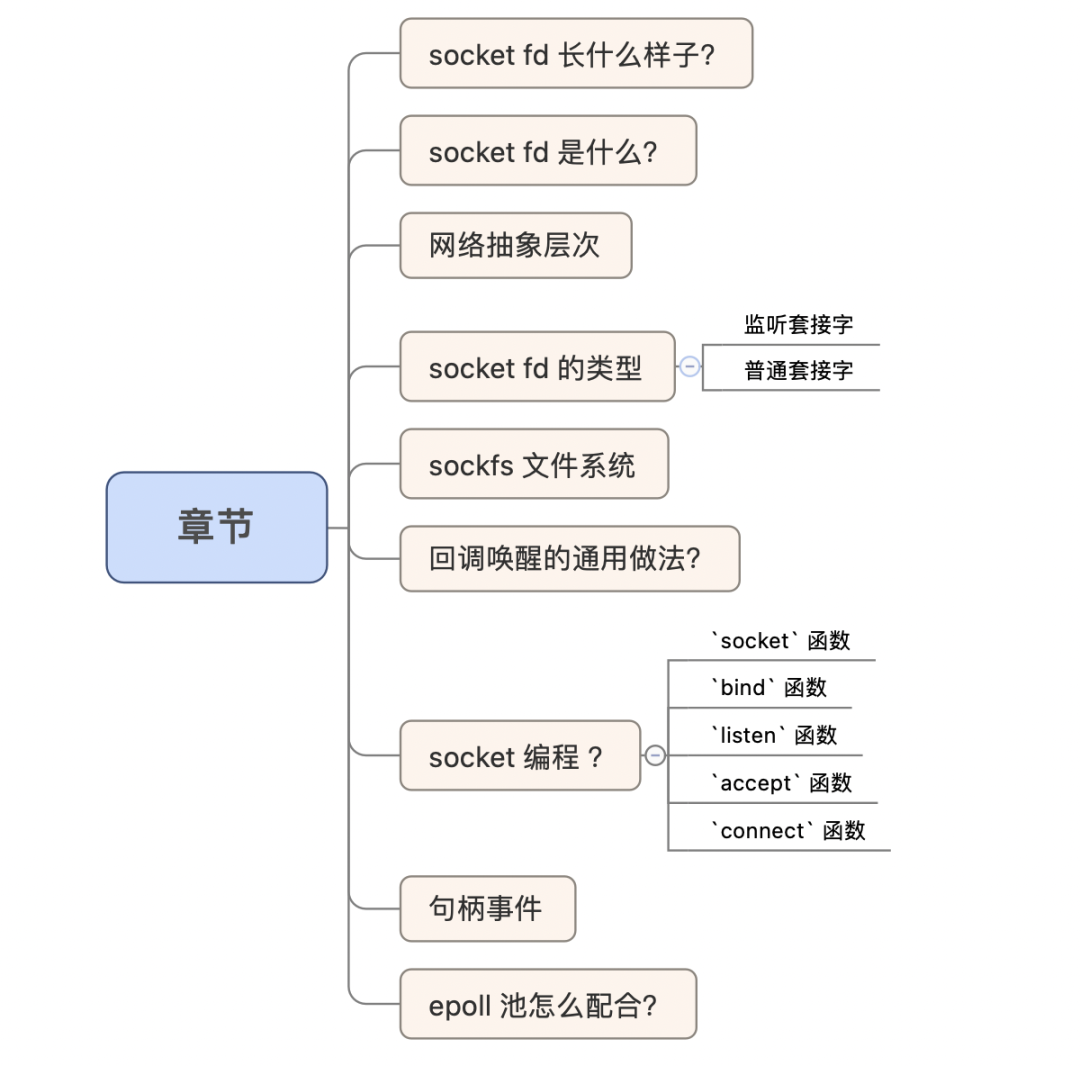 socket fd 长什么样子?
socket fd 是什么?
网络抽象层次
socket fd 的类型
监听套接字
普通套接字
sockfs 文件系统
章节
回调唤醒的通用做法?
socket 编程 ?
`socket` 函数
`bind` 函数
`listen` 函数
`accept` 函数
`connect` 函数
句柄事件
epoll 池怎么配合?